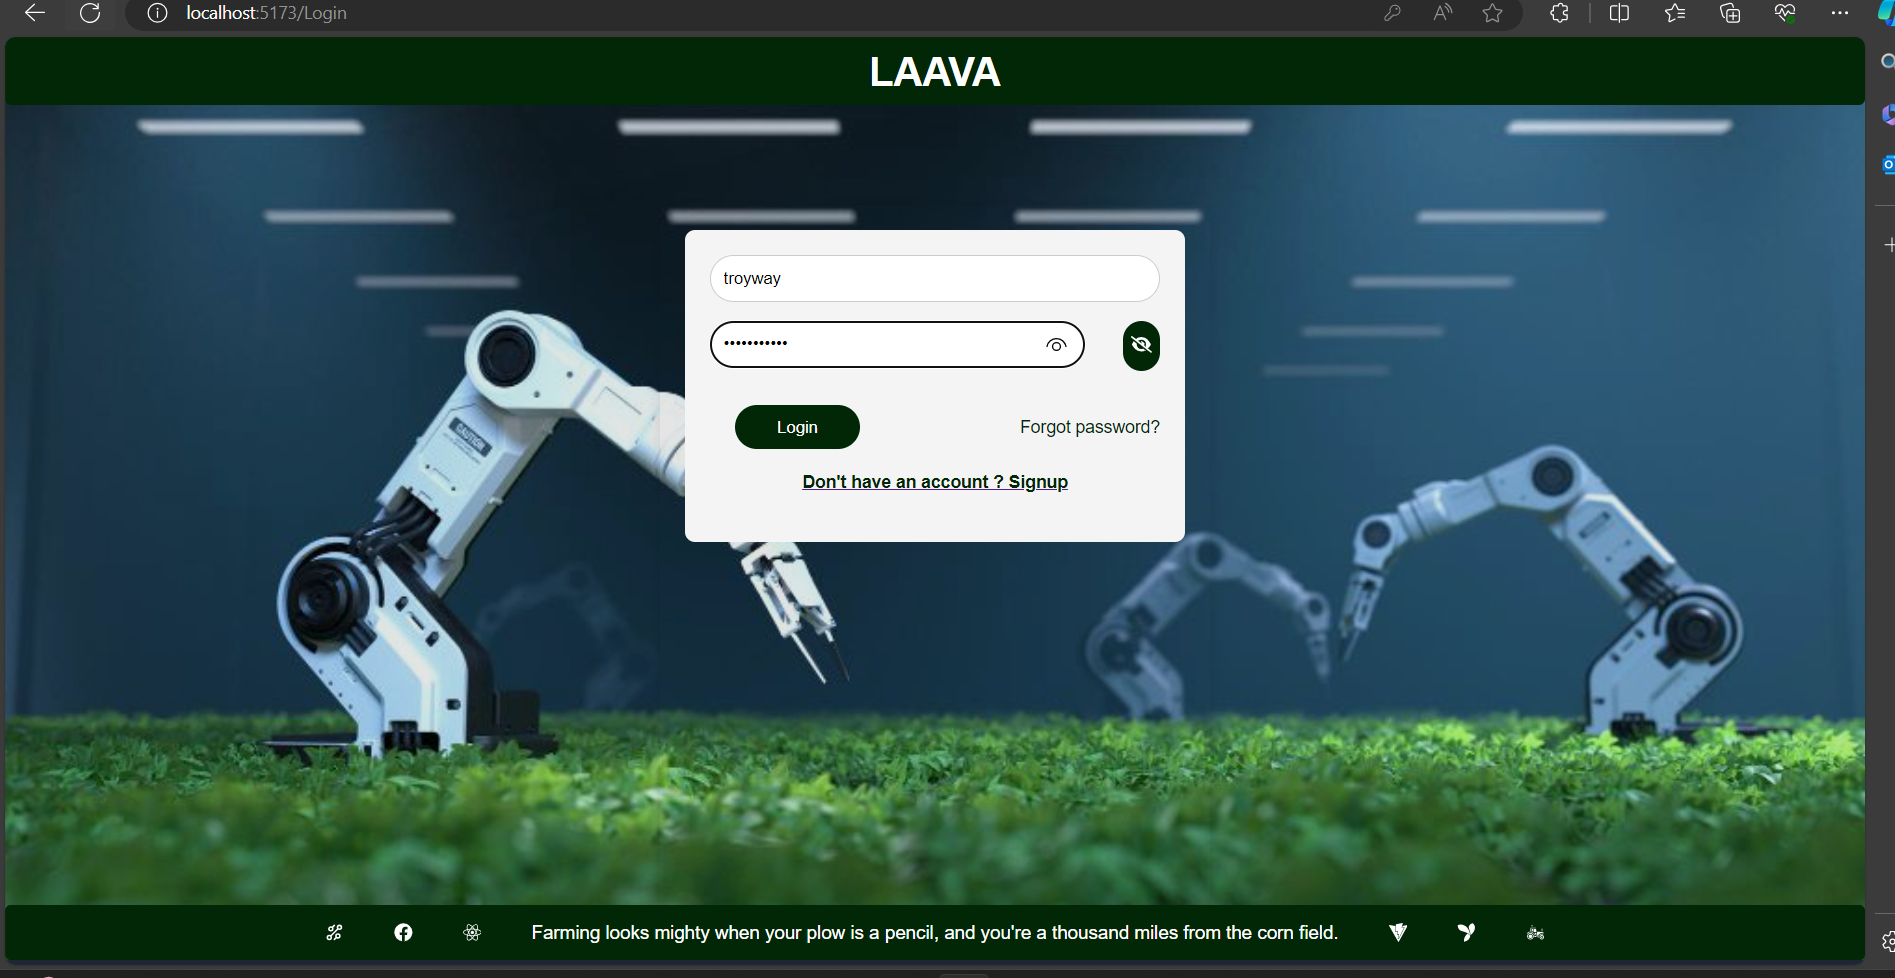 localhost:5173/Login
LAAVA
troyway
•••••••••••
Login
Forgot password?
Don't have an account ? Signup
CAUTION
Farming looks mighty when your plow is a pencil, and you're a thousand miles from the corn field.